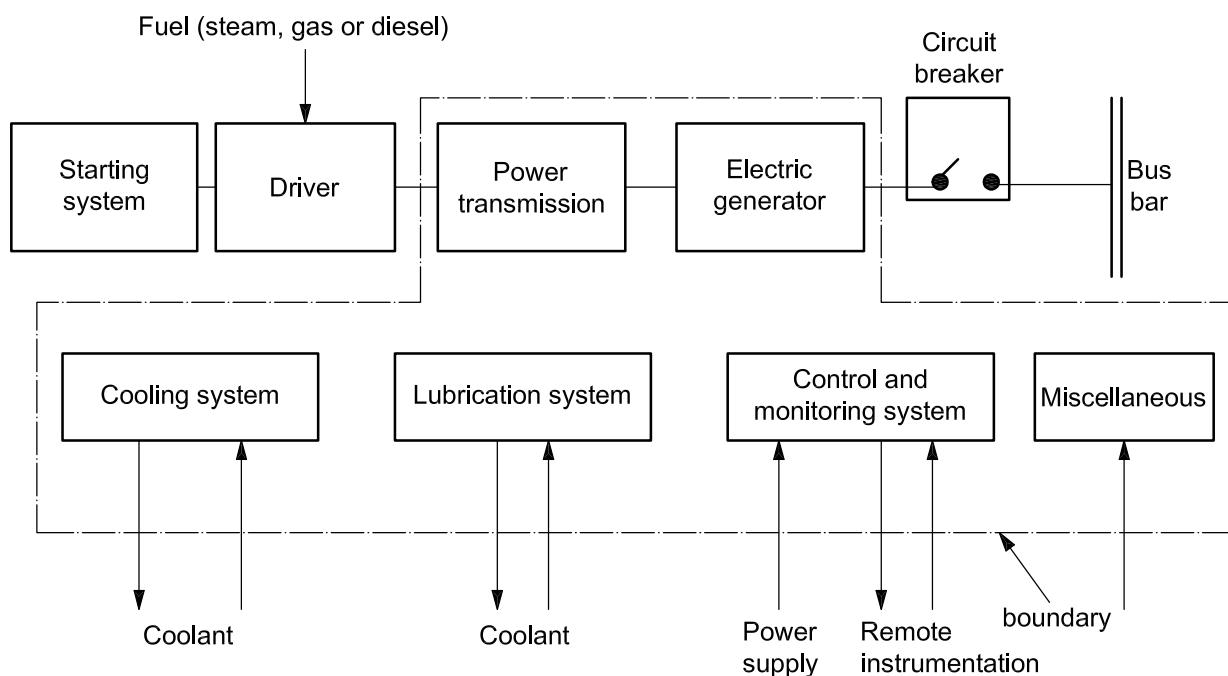 Fuel (steam, gas or diesel)
Circuit
breaker
Starting
system
Driver
Power
transmission
Electric
generator
Bus
bar
Cooling system
Lubrication system
Control and
monitoring system
Miscellaneous
Coolant
Coolant
Power
supply
Remote
instrumentation
boundary